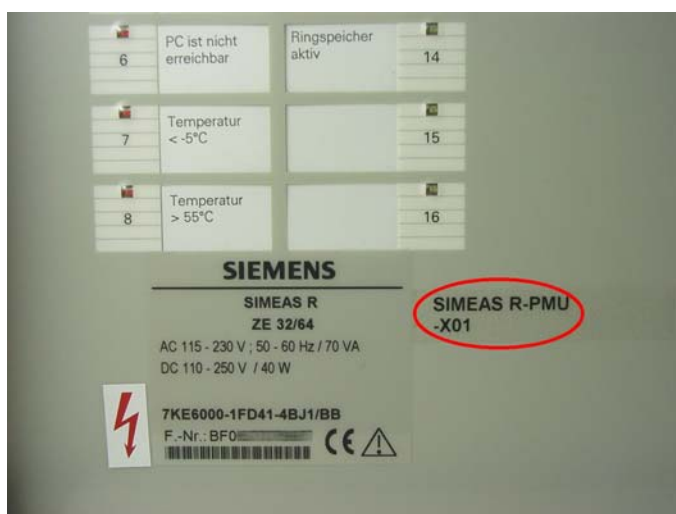 6
PC ist nicht
erreichbar
Ringspeicher
aktiv
14
7
Temperatur
< -5°C
15
8
Temperatur
> 55°C
16
SIEMENS
SIMEAS R
ZE 32/64
AC 115 - 230 V ; 50 - 60 Hz / 70 VA
DC 110 - 250 V / 40 W
7KE6000-1FD41-4BJ1/BB
F.-Nr.: BF0
CE
SIMEAS R-PMU
-X01